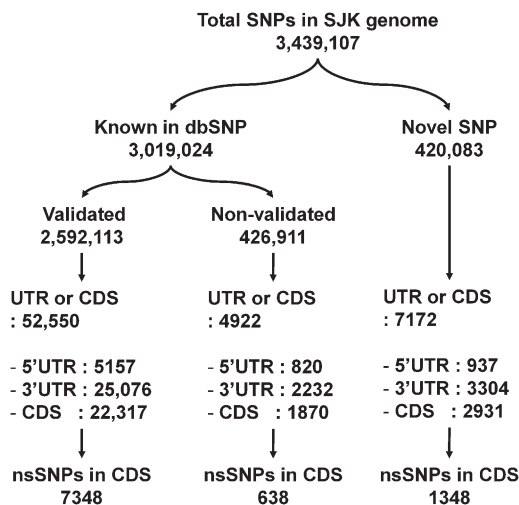 Total SNPs in SJK genome
3,439,107
Known in dbSNP
3,019,024
Novel SNP
420,083
Validated
2,592,113
Non-validated
426,911
UTR or CDS
: 52,550
- 5'UTR : 5157
- 3'UTR : 25,076
- CDS : 22,317
nsSNPs in CDS
7348
UTR or CDS
: 4922
- 5'UTR : 820
- 3'UTR : 2232
- CDS : 1870
nsSNPs in CDS
638
UTR or CDS
: 7172
- 5'UTR : 937
- 3'UTR : 3304
- CDS : 2931
nsSNPs in CDS
1348